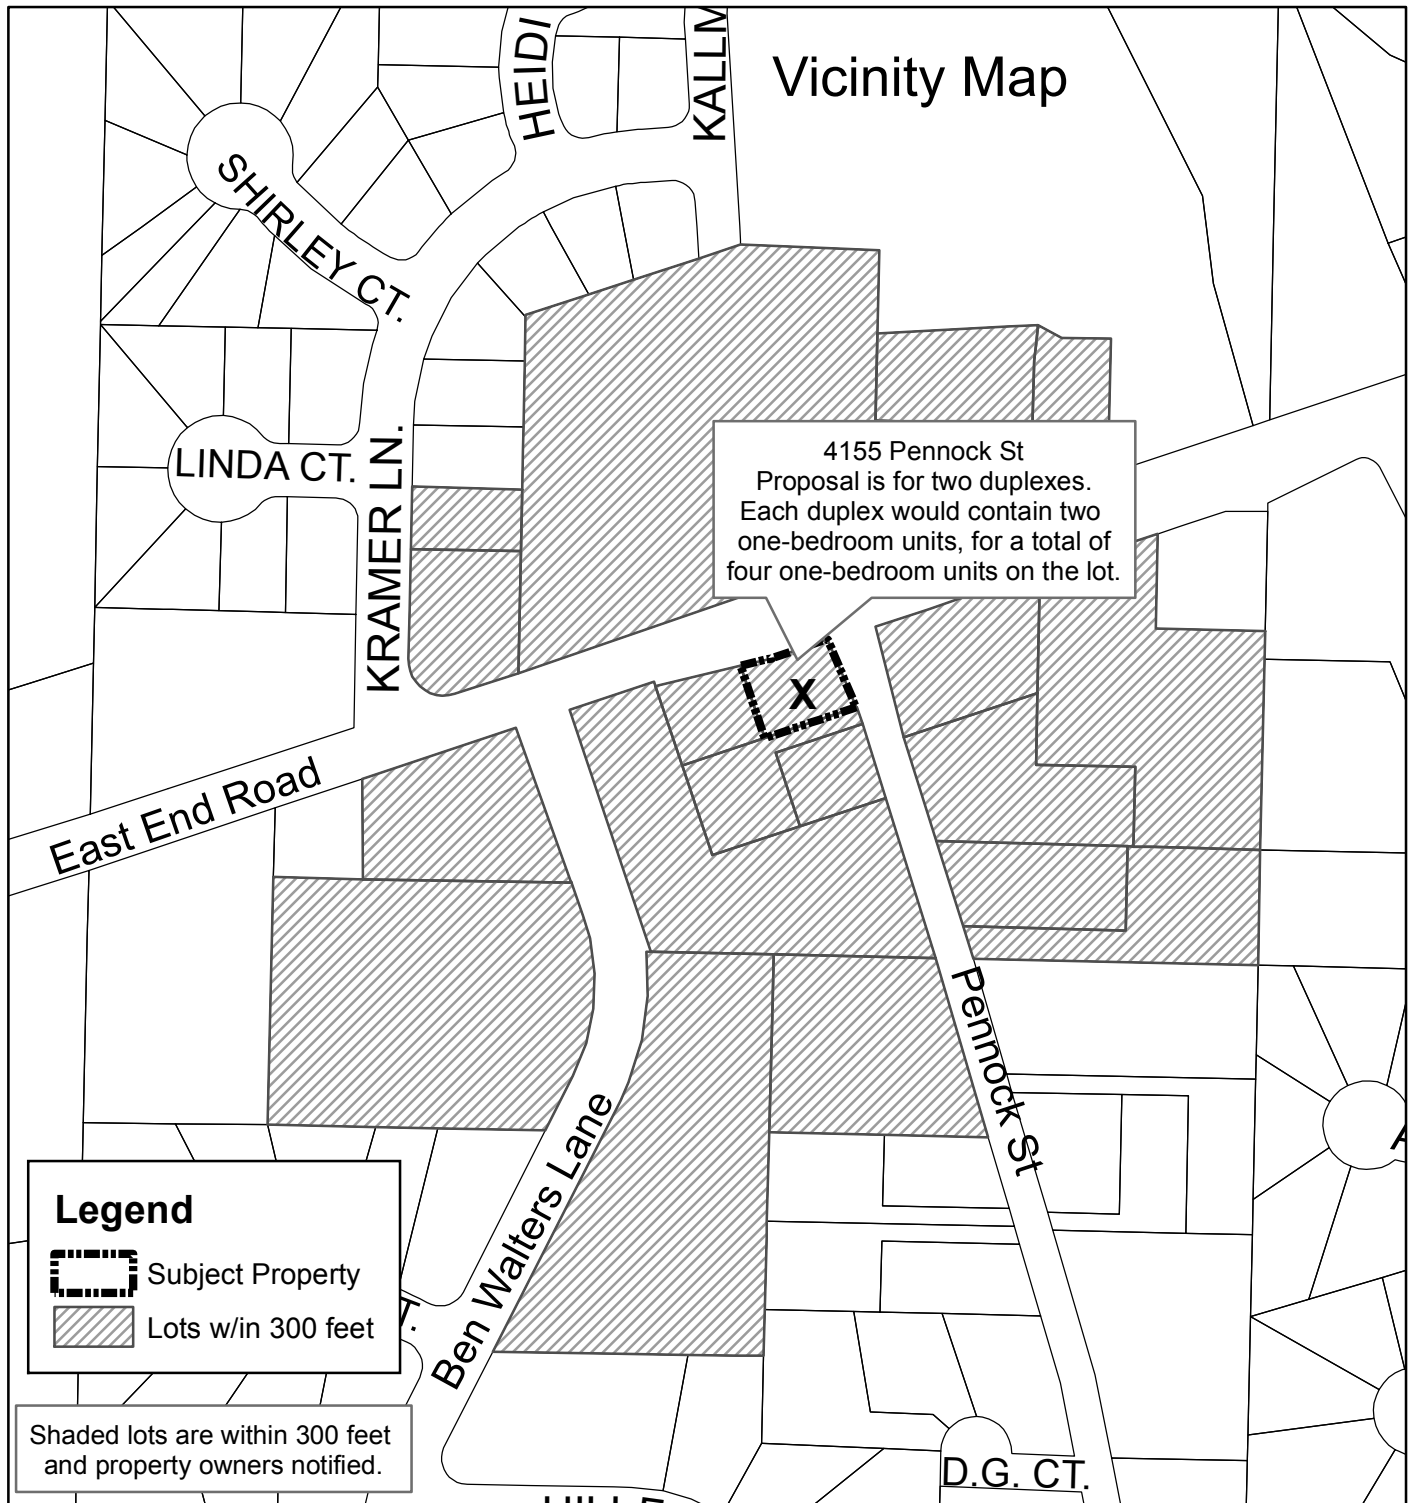 Vicinity Map
HEIDI
KALLM
SHIRLEY CT.
LINDA CT.
KRAMER LN.
4155 Pennock St
Proposal is for two duplexes.
Each duplex would contain two
one-bedroom units, for a total of
four one-bedroom units on the lot.
X
East End Road
Pennock St
Ben Walters Lane
Legend
Subject Property
Lots w/in 300 feet
T.
Shaded lots are within 300 feet
and property owners notified.
D.G. CT.